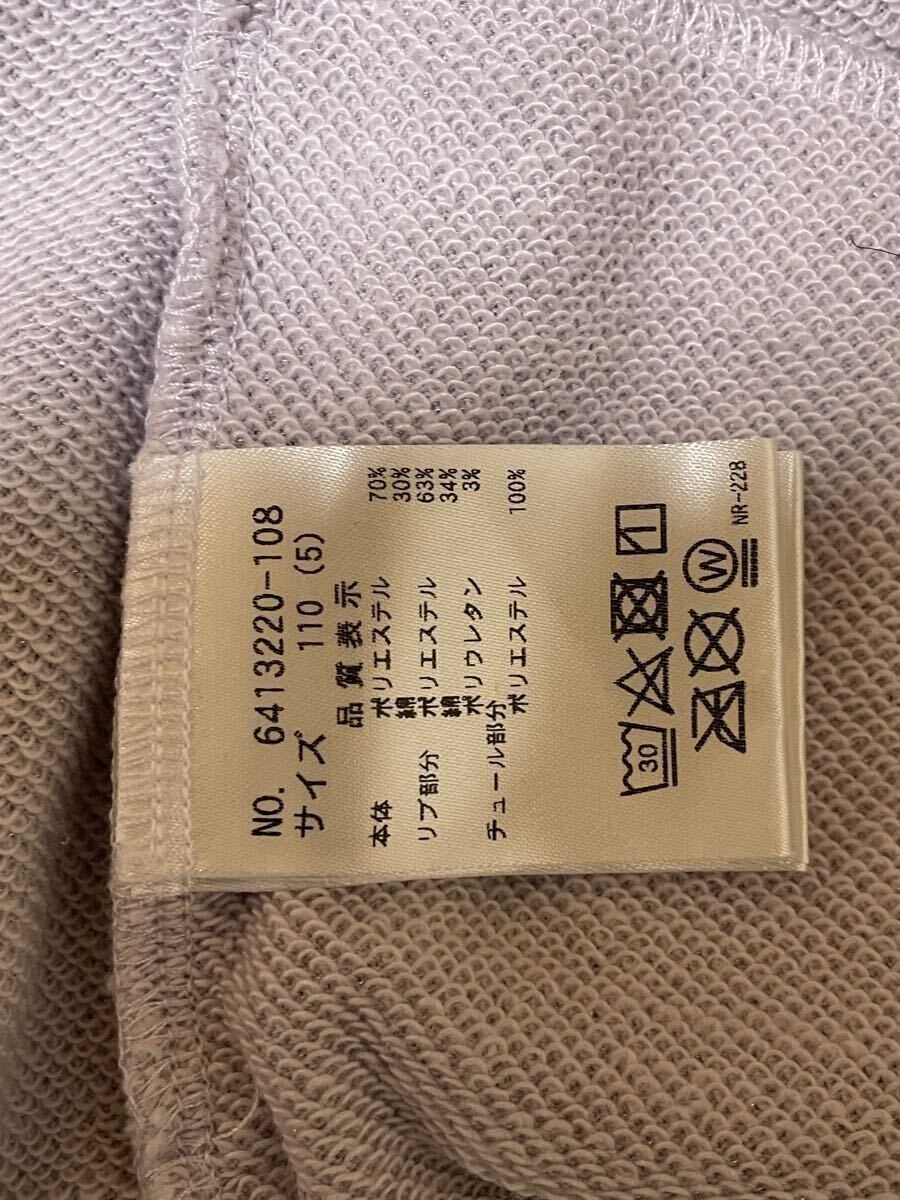 NO. 6413220-108
サイズ 110 (5)
品質表示
本体 ポリエステル 70%
綿 30%
リブ部分 ポリエステル 63%
綿 34%
ポリウレタン 3%
チュール部分 ポリエステル 100%
30
W
NR-228